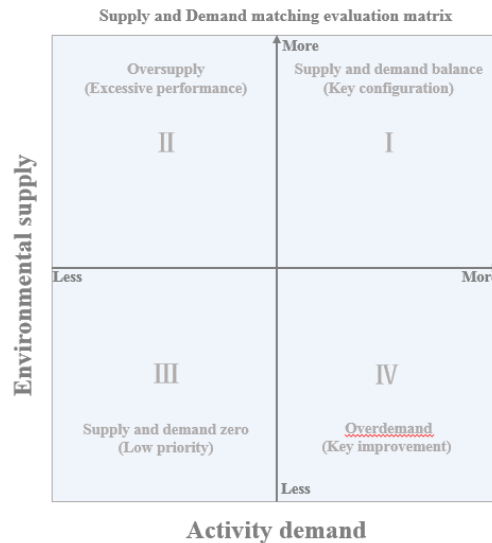 Supply and Demand matching evaluation matrix
More
Oversupply
(Excessive performance)
II
Supply and demand balance
(Key configuration)
I
Environmental supply
Less
More
III
Supply and demand zero
(Low priority)
IV
Overdemand
(Key improvement)
Less
Activity demand